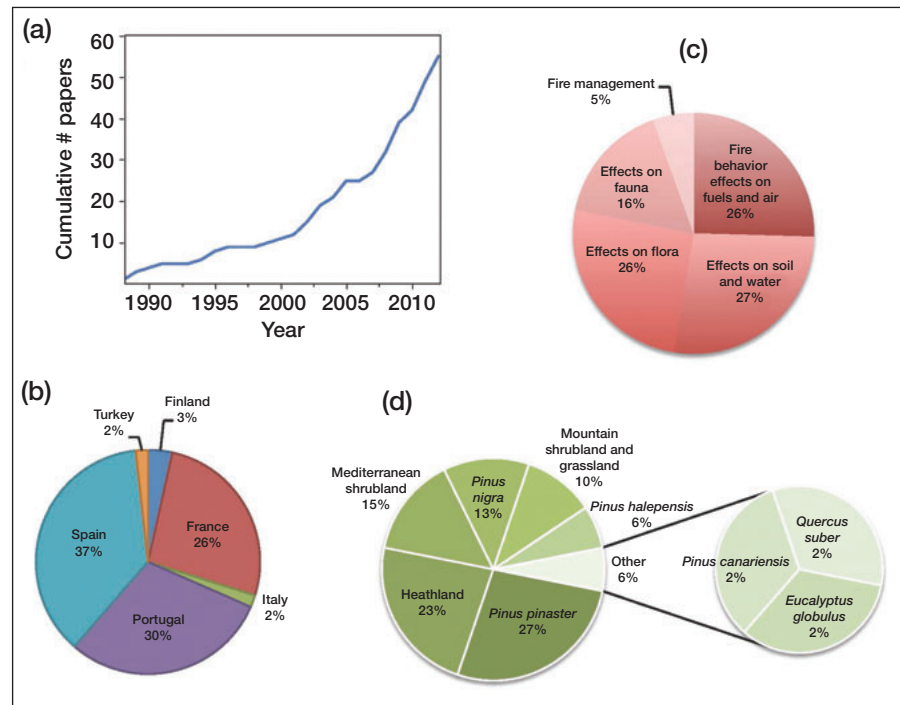 (a)
60
50
40
30
20
10
Cumulative # papers
1990 1995 2000 2005 2010
Year
(c)
Fire management
5%
Fire
behavior
effects on
fuels and air
26%
Effects on
fauna
16%
Effects on flora
26%
Effects on soil
and water
27%
(b)
Turkey
2%
Finland
3%
Spain
37%
France
26%
Italy
2%
Portugal
30%
(d)
Mediterranean
shrubland
15%
Pinus
nigra
13%
Mountain
shrubland and
grassland
10%
Pinus halepensis
6%
Other
6%
Heathland
23%
Pinus pinaster
27%
Quercus
suber
2%
Pinus canariensis
2%
Eucalyptus
globulus
2%